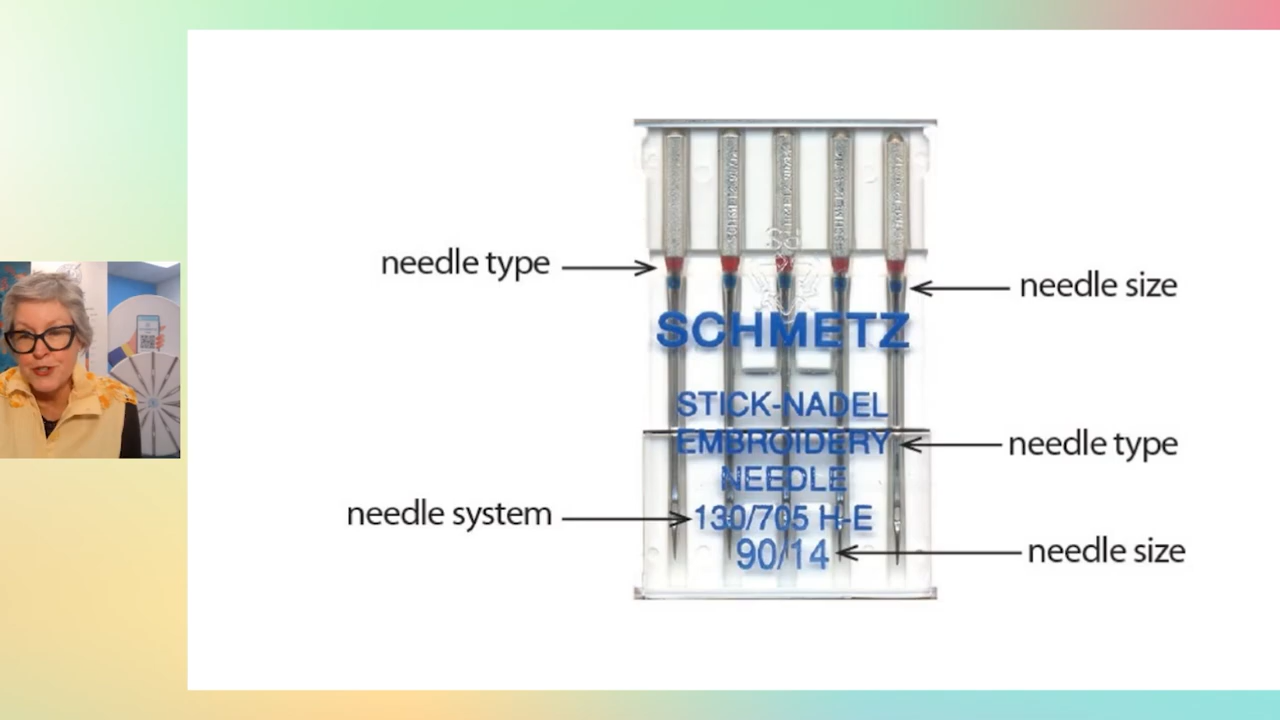 needle type
needle size
SCHMETZ
STICK-NADEL
EMBROIDERY
needle type
NEEDLE
needle system
130/705 H-E
90/14
needle size